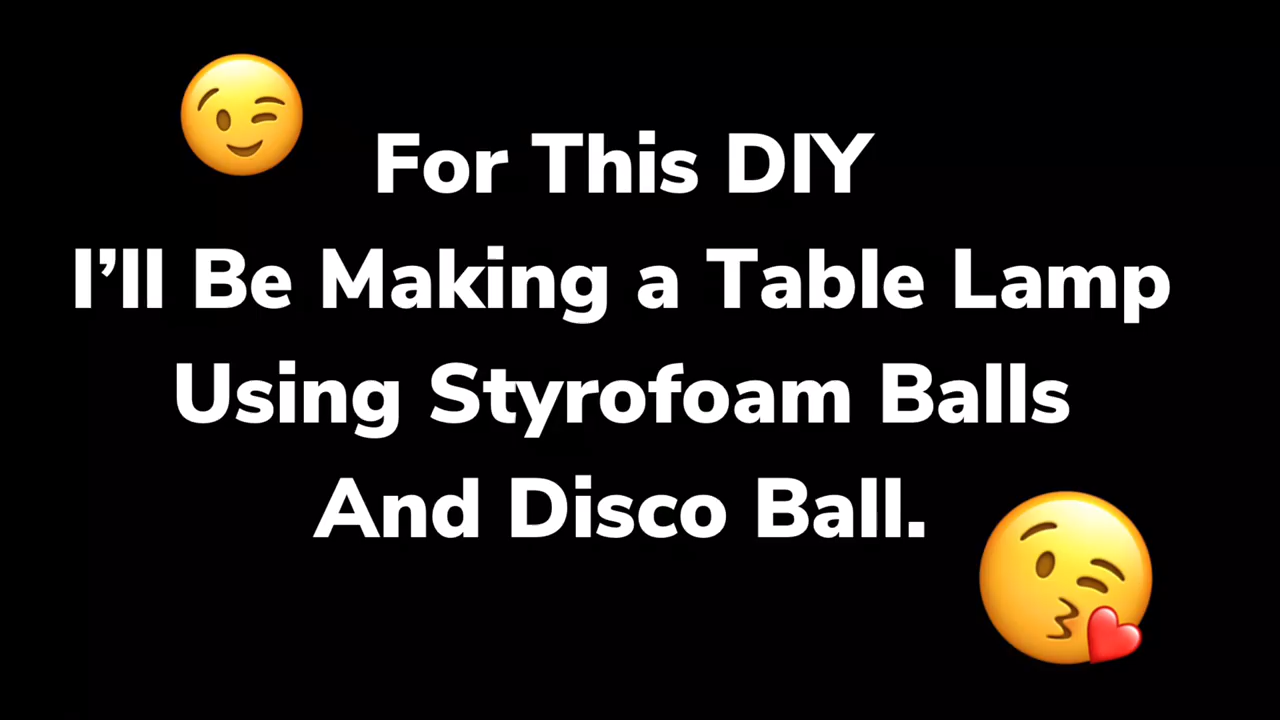 For This DIY
I’ll Be Making a Table Lamp
Using Styrofoam Balls
And Disco Ball.